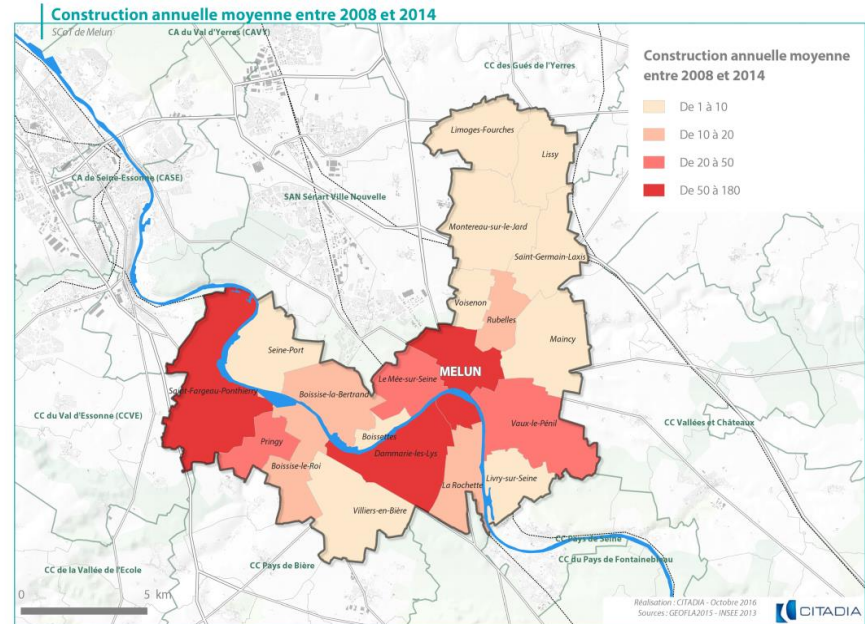 Construction annuelle moyenne entre 2008 et 2014
SCoT de Melun
CA du Val d'Yerres (CAVY)
CC des Gués de l'Yerres
Construction annuelle moyenne
entre 2008 et 2014
De 1 à 10
De 10 à 20
De 20 à 50
De 50 à 180
Limoges-Fourches
Lissy
CA de Seine-Essonne (CASE)
SAN Sénart Ville Nouvelle
Montereau-sur-le-Jard
Saint-Germain-Laxis
Voisenon
Rubelles
Maincy
Seine-Port
MELUN
Le Mée-sur-Seine
Saint-Fargeau-Ponthierry
Boissise-la-Bertrand
CC du Val d'Essonne (CCVE)
Vaux-le-Pénil
CC Vallées et Châteaux
Pringy
Boissettes
Dammarie-les-Lys
Boissise-le-Roi
La Rochette
Livry-sur-Seine
Villiers-en-Bière
CC Pays de Seine
CC de la Vallée de l'Ecole
CC Pays de Bière
CC du Pays de Fontainebleau
0 5 km
Réalisation : CITADIA - Octobre 2016
Sources : GEOFLA2015 - INSEE 2013
CITADIA